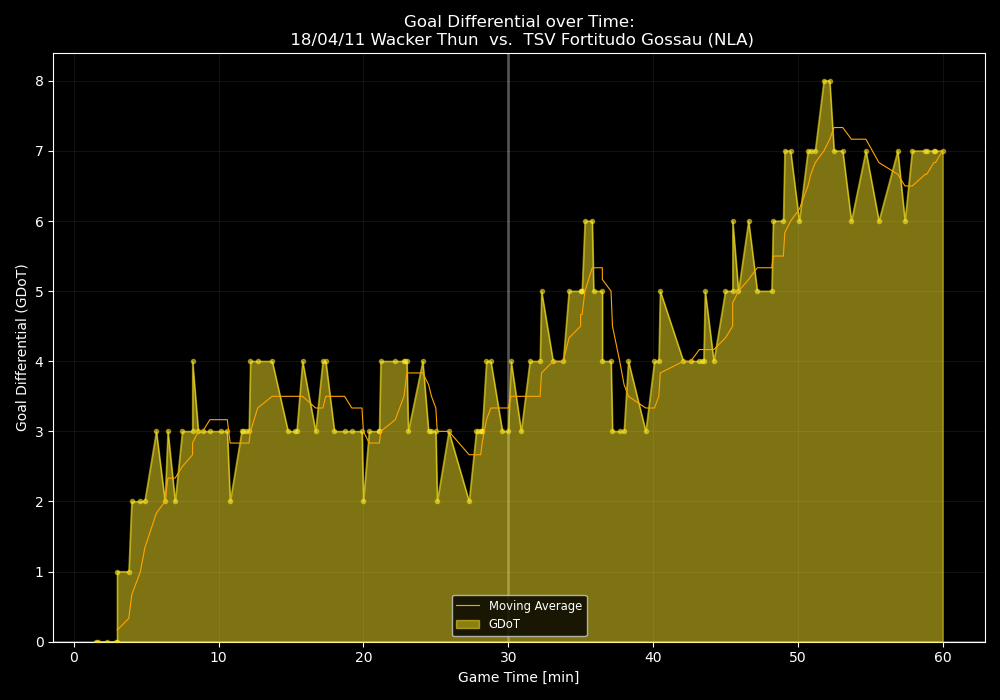 Goal Differential over Time:
18/04/11 Wacker Thun  vs.  TSV Fortitudo Gossau (NLA)
Goal Differential (GDoT)
8
7
6
5
4
3
2
1
0
Moving Average
GDoT
0 10 20 30 40 50 60
Game Time [min]